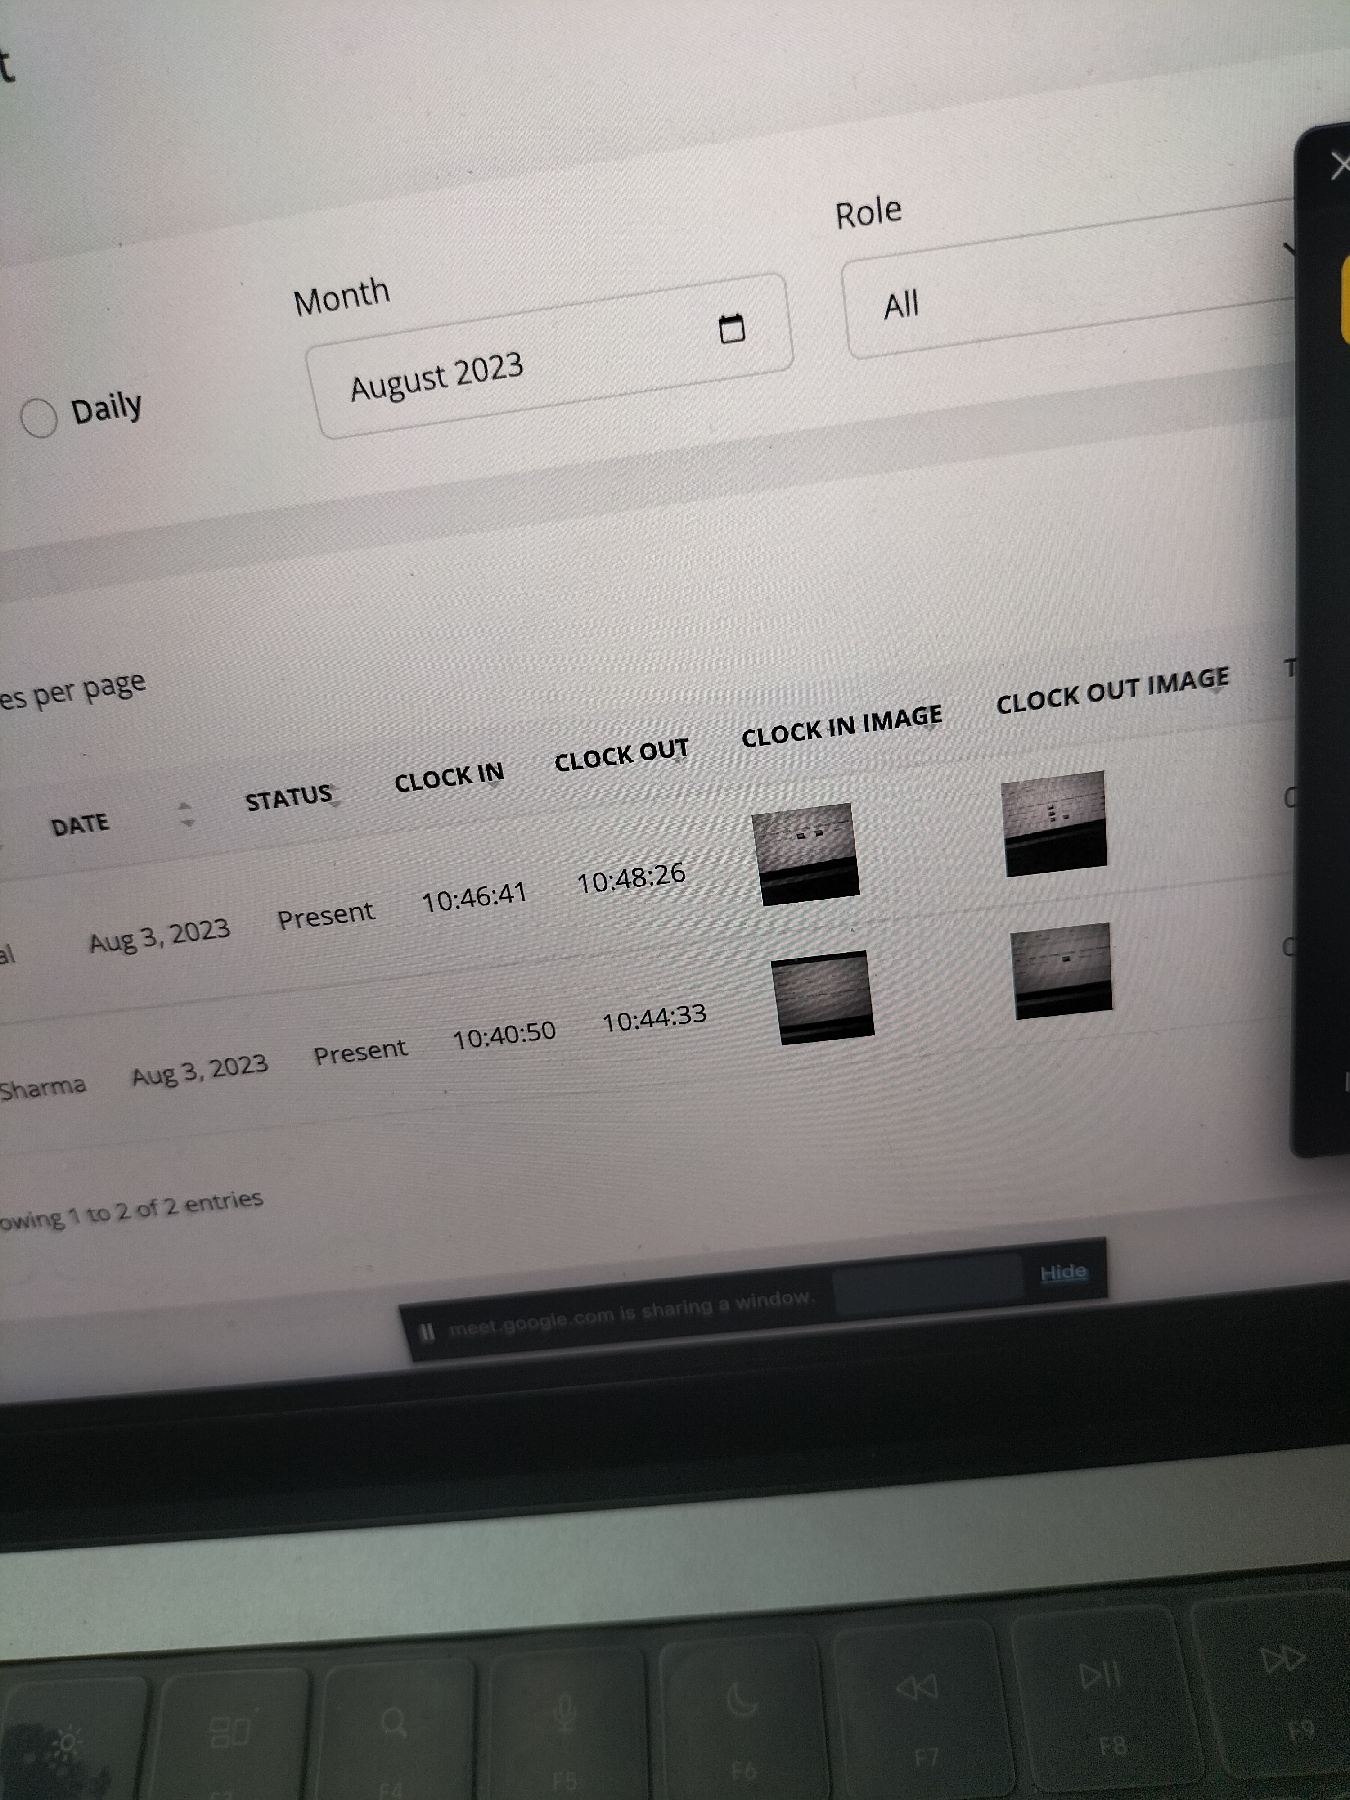 t
Role
Month
All
August 2023
Daily
es per page
DATE STATUS CLOCK IN CLOCK OUT CLOCK IN IMAGE CLOCK OUT IMAGE T
al Aug 3, 2023 Present 10:46:41 10:48:26
Sharma Aug 3, 2023 Present 10:40:50 10:44:33
owing 1 to 2 of 2 entries
meet.google.com is sharing a window. Hide
F4 F5 F6 F7 F8 F9